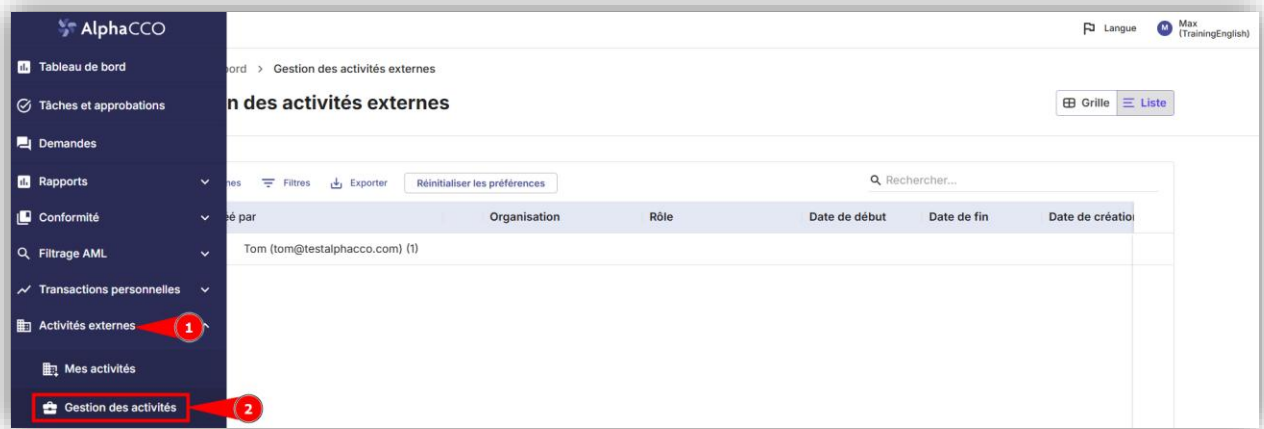 AlphaCCO
Langue
M
Max
(TrainingEnglish)
Tableau de bord
ord > Gestion des activités externes
Tâches et approbations
n des activités externes
Grille
Liste
Demandes
Rapports
nes
Filtres
Exporter
Réinitialiser les préférences
Rechercher...
Conformité
éé par
Organisation
Rôle
Date de début
Date de fin
Date de création
Filtrage AML
Tom (tom@testalphacco.com) (1)
Transactions personnelles
Activités externes
1
Mes activités
Gestion des activités
2